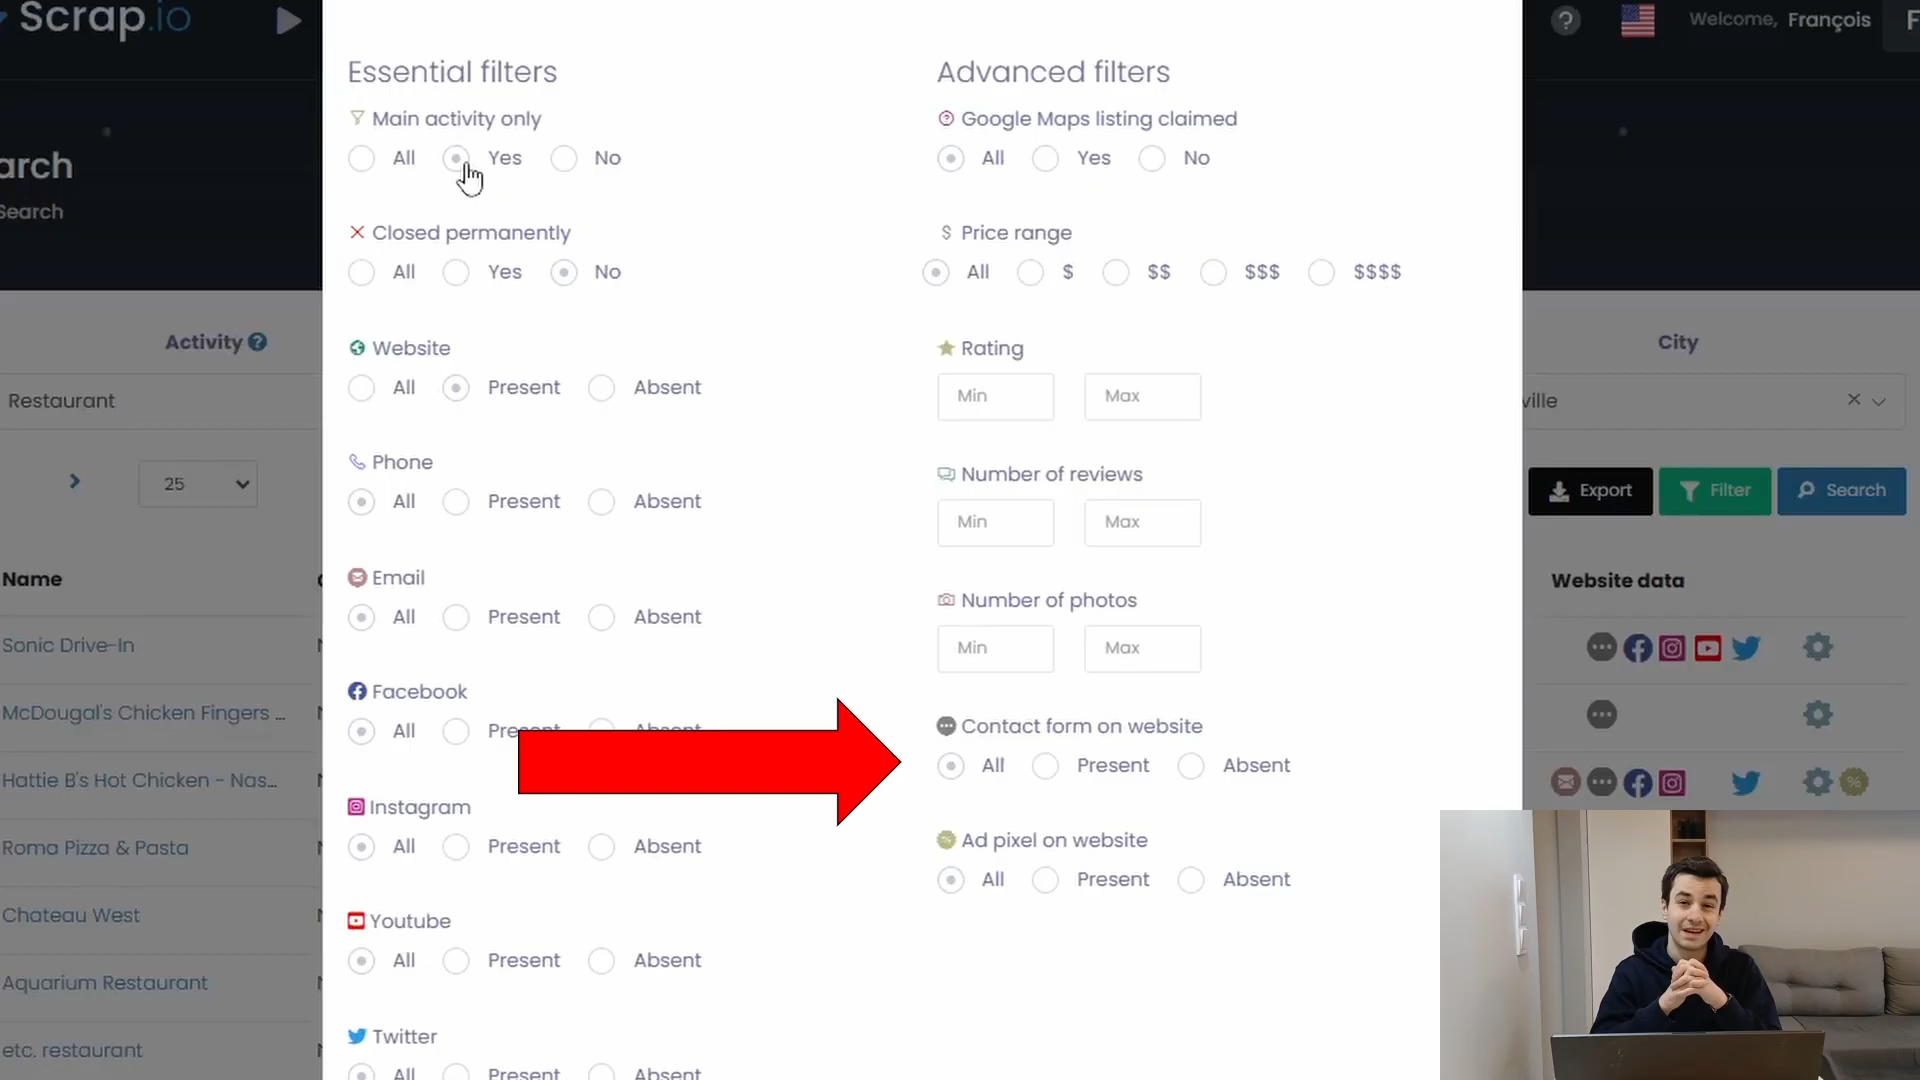 Scrap.io
Welcome, François
F
arch
Search
Essential filters
Main activity only
All Yes No
Closed permanently
All Yes No
Website
All Present Absent
Phone
All Present Absent
Email
All Present Absent
Facebook
All
Instagram
All Present Absent
Youtube
All Present Absent
Twitter
All Present Absent
Advanced filters
Google Maps listing claimed
All Yes No
Price range
All $ $$ $$$ $$$$
Rating
Min Max
Number of reviews
Min Max
Number of photos
Min Max
Contact form on website
All Present Absent
Ad pixel on website
All Present Absent
Activity
Restaurant
25
Name
Sonic Drive-In
McDougal's Chicken Fingers ...
Hattie B's Hot Chicken - Nas...
Roma Pizza & Pasta
Chateau West
Aquarium Restaurant
etc. restaurant
City
ville
Export Filter Search
Website data